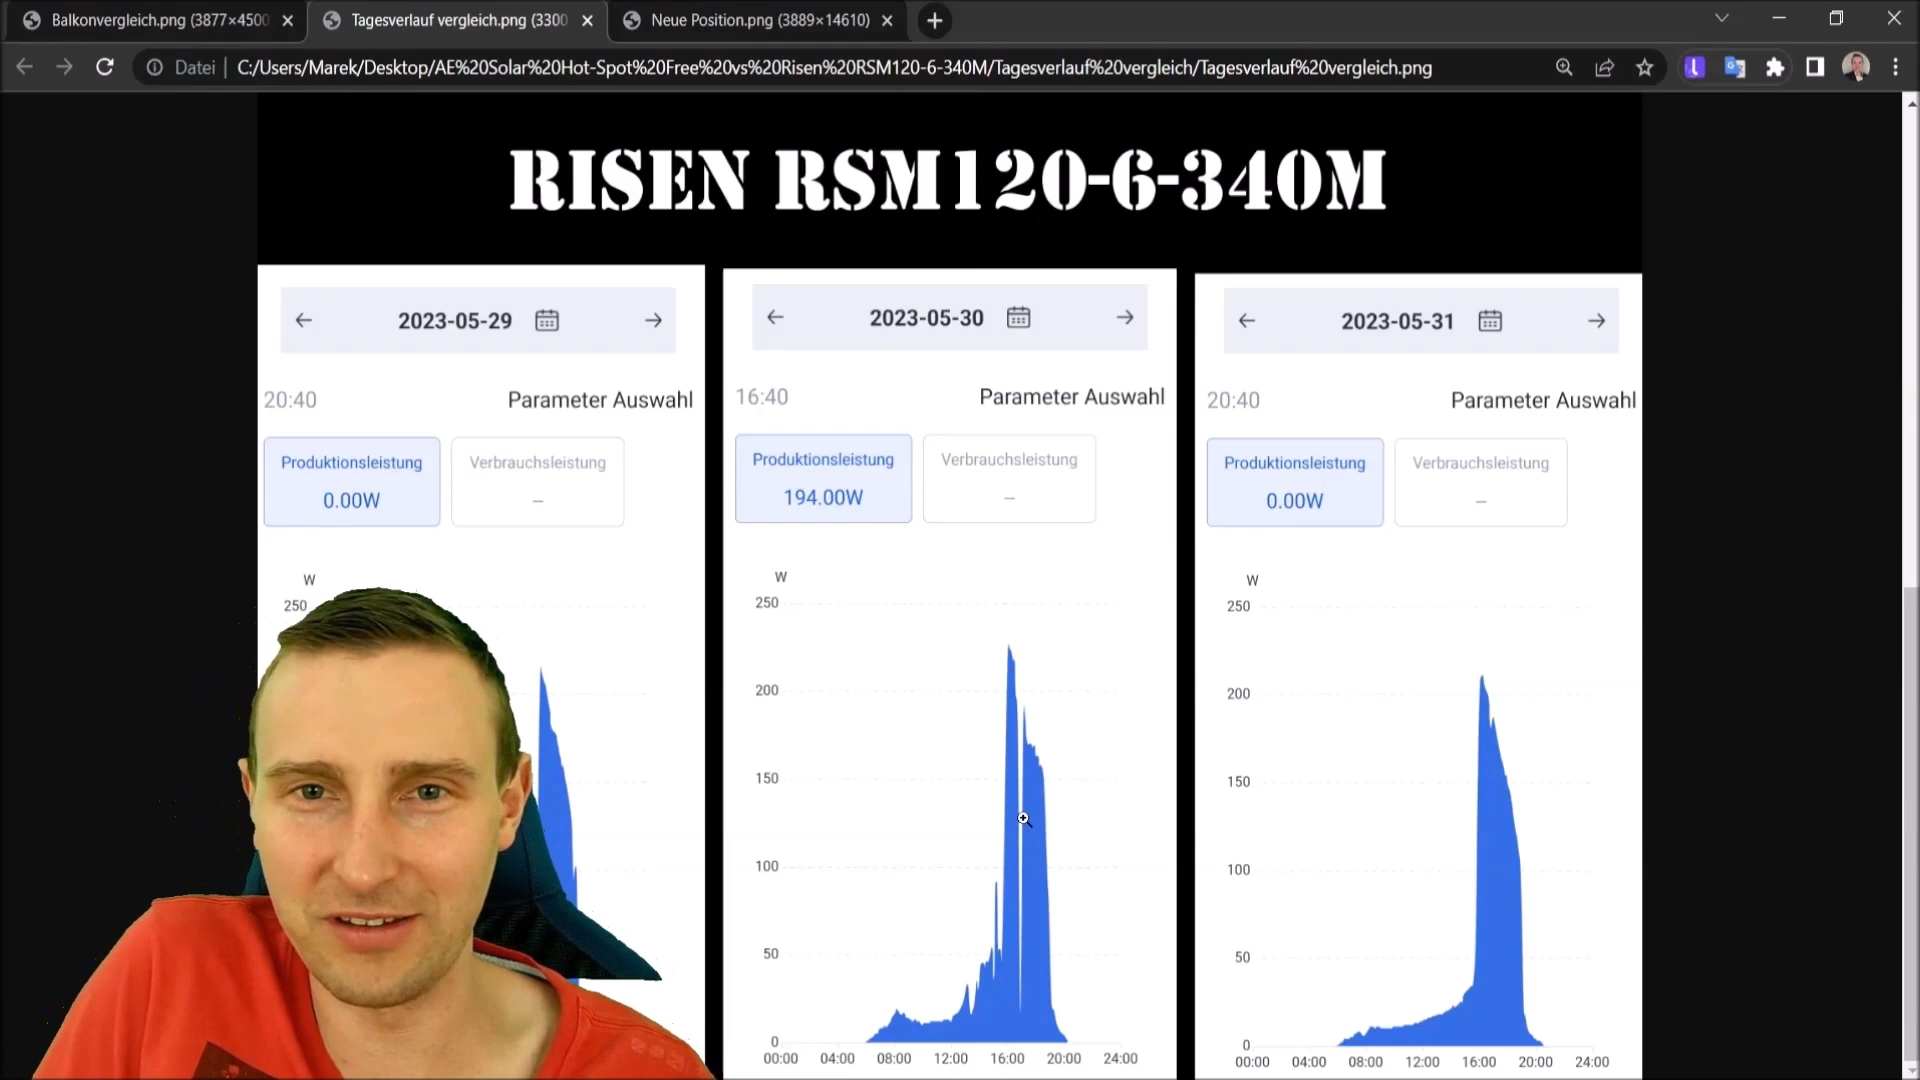 Balkonvergleich.png (3877×4500
Tagesverlauf vergleich.png (3300
Neue Position.png (3889×14610)
Datei
C:/Users/Marek/Desktop/AE%20Solar%20Hot-Spot%20Free%20vs%20Risen%20RSM120-6-340M/Tagesverlauf%20vergleich/Tagesverlauf%20vergleich.png
RISEN RSM120-6-340M
2023-05-29
20:40
Parameter Auswahl
Produktionsleistung
0.00W
Verbrauchsleistung
–
W
250
2023-05-30
16:40
Parameter Auswahl
Produktionsleistung
194.00W
Verbrauchsleistung
–
W
250
200
150
100
50
0
00:00 04:00 08:00 12:00 16:00 20:00 24:00
2023-05-31
20:40
Parameter Auswahl
Produktionsleistung
0.00W
Verbrauchsleistung
–
W
250
200
150
100
50
0
00:00 04:00 08:00 12:00 16:00 20:00 24:00